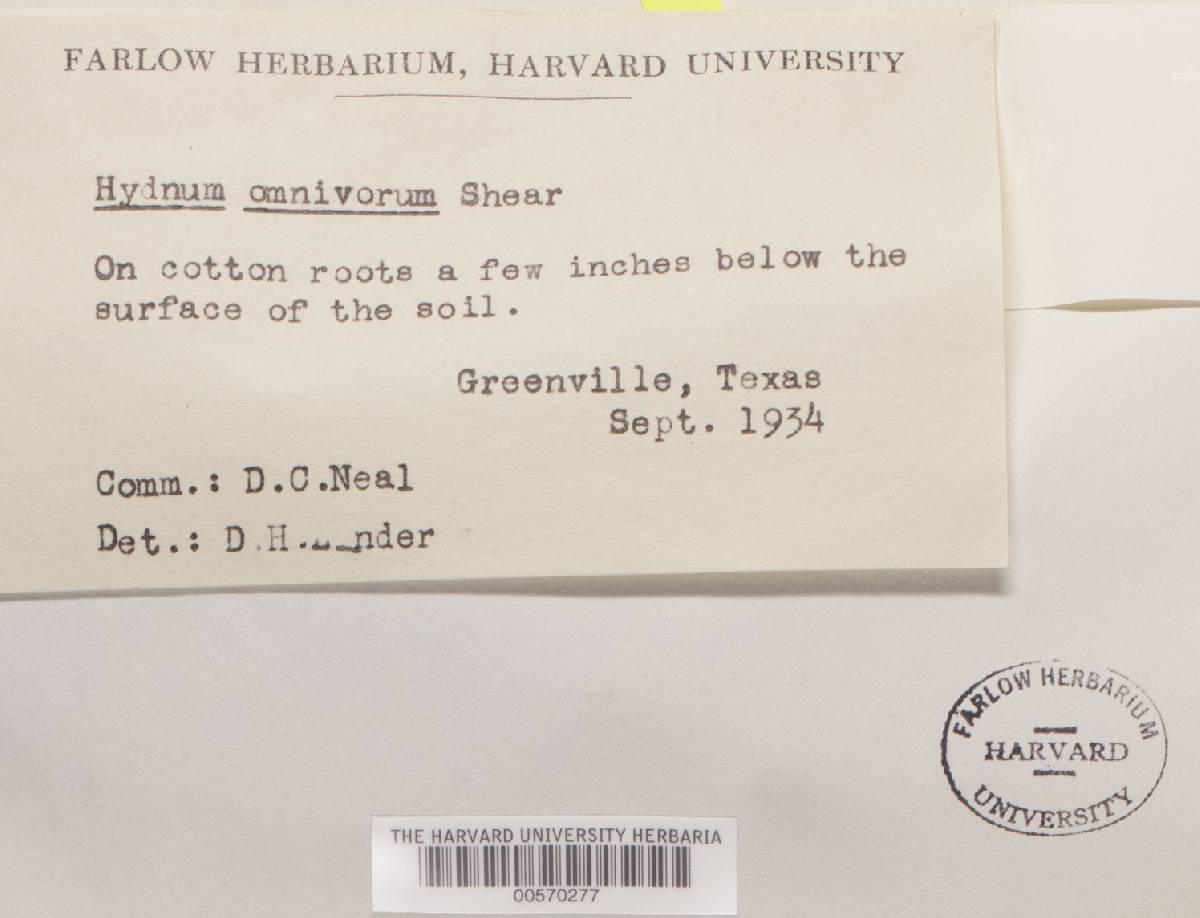 FARLOW HERBARIUM, HARVARD UNIVERSITY
Hydnum omnivorum Shear
On cotton roots a few inches below the
surface of the soil.
Greenville, Texas
Sept. 1934
Comm.: D.C.Neal
Det.: D.H.
FARLOW HERBARIUM
HARVARD
UNIVERSITY
THE HARVARD UNIVERSITY HERBARIA
00570277